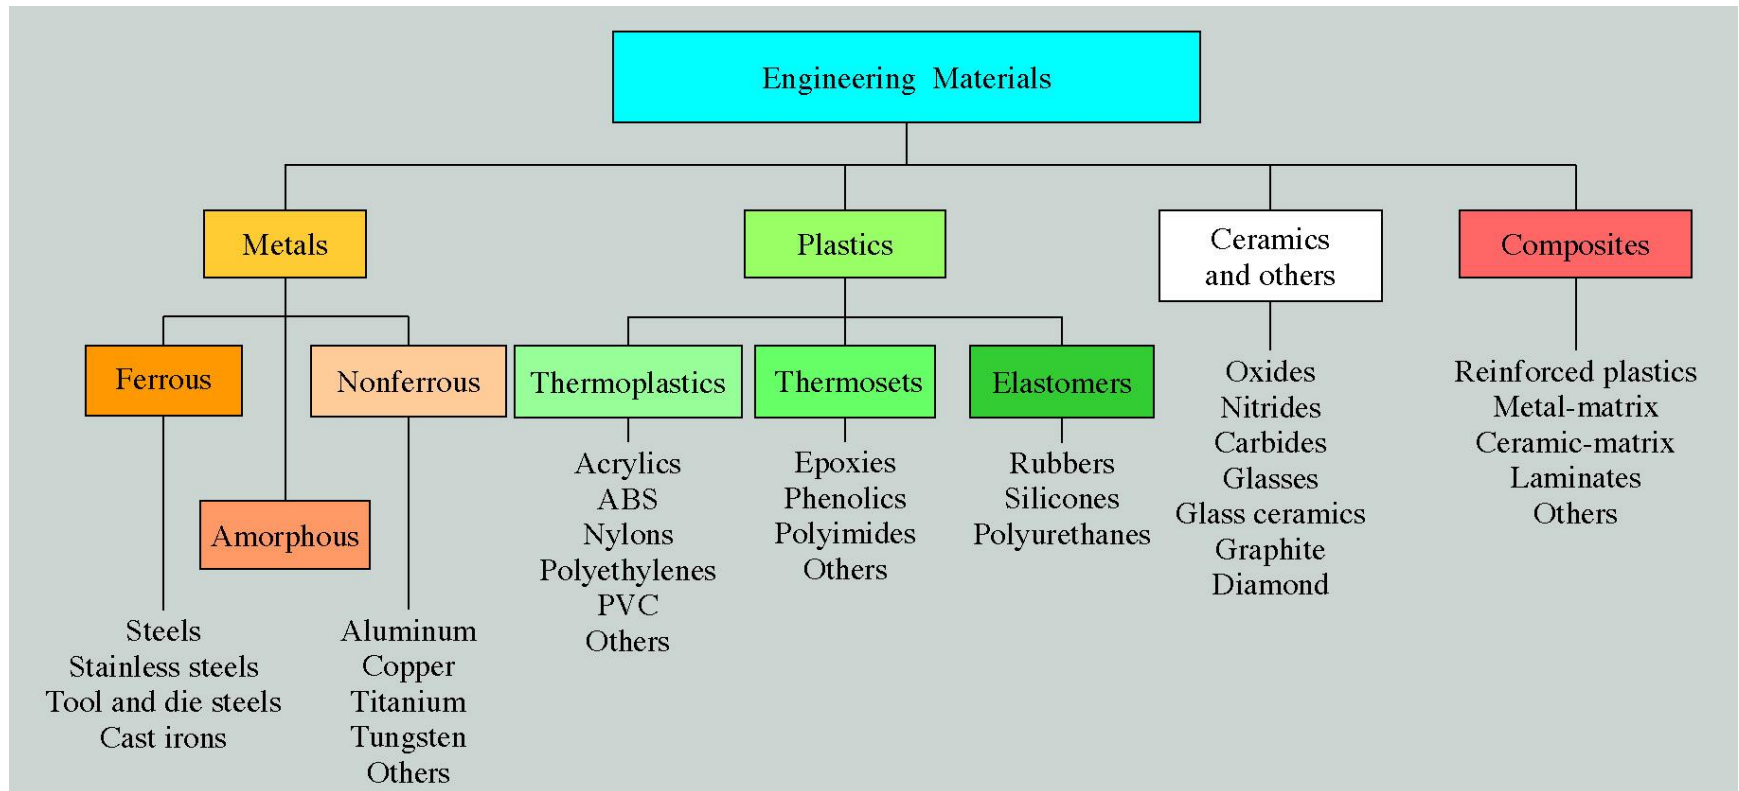 Engineering Materials
Metals
Plastics
Ceramics
and others
Composites
Ferrous
Nonferrous
Amorphous
Thermoplastics
Thermosets
Elastomers
Steels
Stainless steels
Tool and die steels
Cast irons
Aluminum
Copper
Titanium
Tungsten
Others
Acrylics
ABS
Nylons
Polyethylenes
PVC
Others
Epoxies
Phenolics
Polyimides
Others
Rubbers
Silicones
Polyurethanes
Oxides
Nitrides
Carbides
Glasses
Glass ceramics
Graphite
Diamond
Reinforced plastics
Metal-matrix
Ceramic-matrix
Laminates
Others